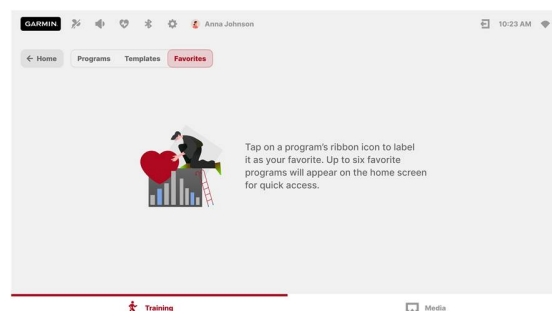 GARMIN
Anna Johnson
10:23 AM
← Home
Programs
Templates
Favorites
Tap on a program's ribbon icon to label
it as your favorite. Up to six favorite
programs will appear on the home screen
for quick access.
Training
Media